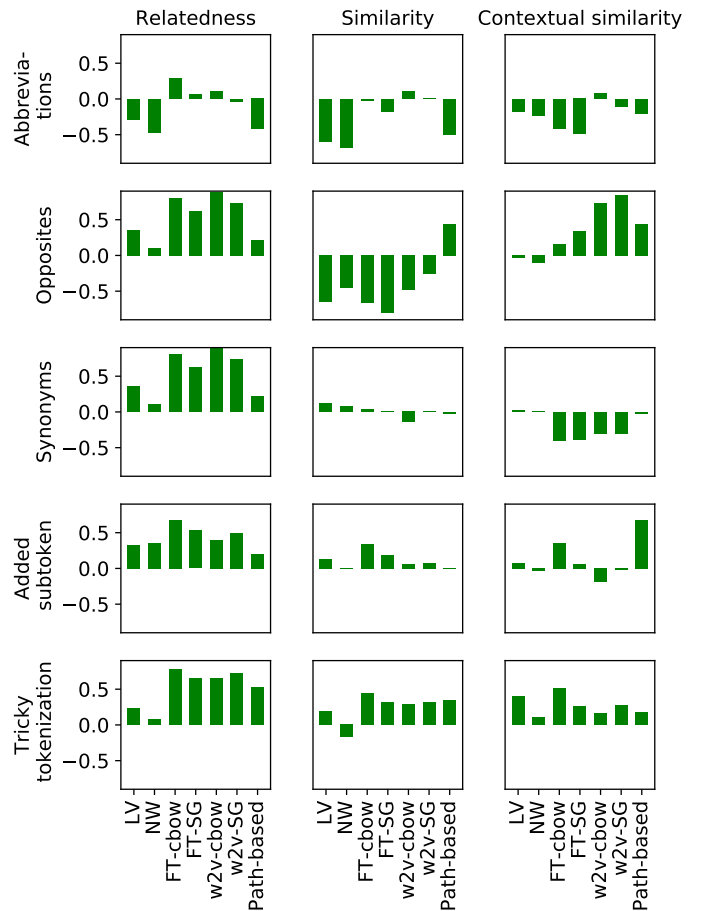 Relatedness Similarity Contextual similarity
Abbrevia-
tions
0.5
0.0
−0.5
Opposites
0.5
0.0
−0.5
Synonyms
0.5
0.0
−0.5
Added
subtoken
0.5
0.0
−0.5
Tricky
tokenization
0.5
0.0
−0.5
LV NW FT-cbow FT-SG w2v-cbow w2v-SG Path-based LV NW FT-cbow FT-SG w2v-cbow w2v-SG Path-based LV NW FT-cbow FT-SG w2v-cbow w2v-SG Path-based